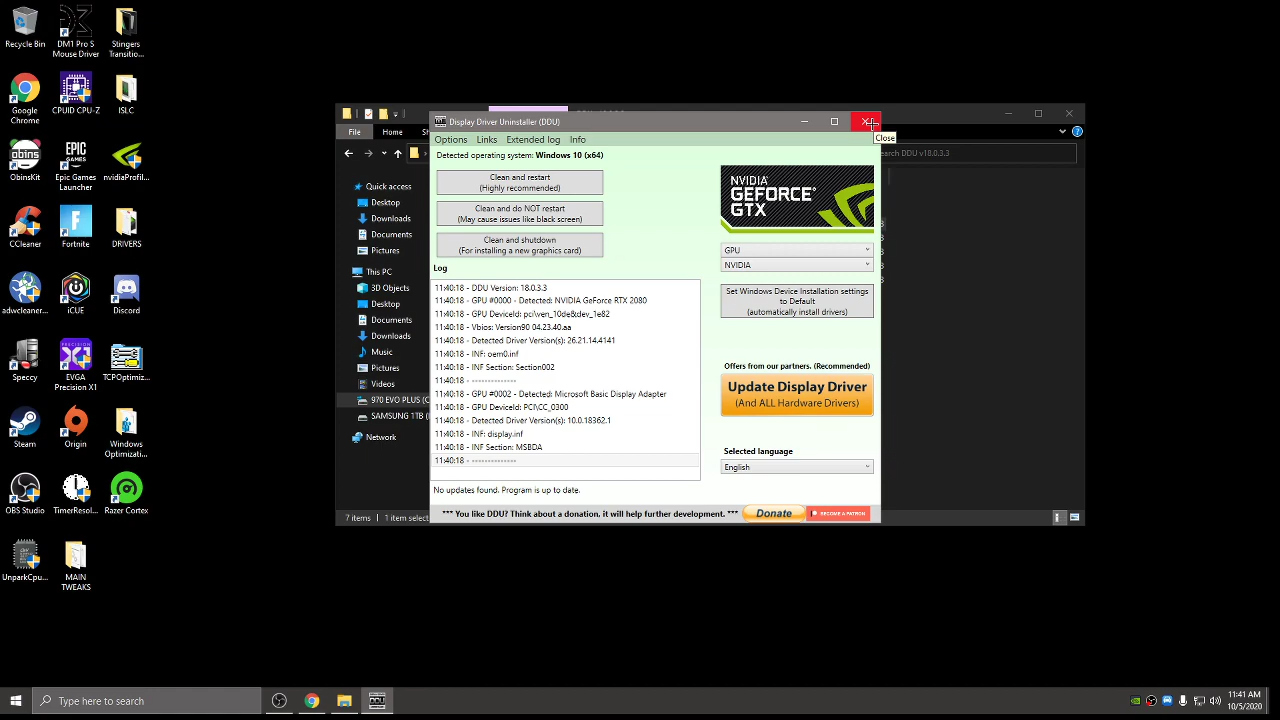 Recycle Bin
DM1 Pro S
Mouse Driver
Stingers
Transitio...
Google
Chrome
CPUID CPU-Z
ISLC
ObinsKit
Epic Games
Launcher
nvidiaProfil...
CCleaner
Fortnite
DRIVERS
adwcleaner...
iCUE
Discord
Speccy
EVGA
Precision X1
TCPOptimiz...
Steam
Origin
Windows
Optimizati...
OBS Studio
TimerResol...
Razer Cortex
UnparkCpu...
MAIN
TWEAKS
File
Home
Quick access
Desktop
Downloads
Documents
Pictures
This PC
3D Objects
Desktop
Documents
Downloads
Music
Pictures
Videos
970 EVO PLUS (C
SAMSUNG 1TB (
Network
7 items
1 item select
earch DDU v18.0.3.3
Display Driver Uninstaller (DDU)
Close
Options
Links
Extended log
Info
Detected operating system: Windows 10 (x64)
Clean and restart
(Highly recommended)
Clean and do NOT restart
(May cause issues like black screen)
Clean and shutdown
(For installing a new graphics card)
Log
11:40:18 - DDU Version: 18.0.3.3
11:40:18 - GPU #0000 - Detected: NVIDIA GeForce RTX 2080
11:40:18 - GPU DeviceId: pci\ven_10de&dev_1e82
11:40:18 - Vbios: Version90 04.23.40.aa
11:40:18 - Detected Driver Version(s): 26.21.14.4141
11:40:18 - INF: oem0.inf
11:40:18 - INF Section: Section002
11:40:18 - --------------
11:40:18 - GPU #0002 - Detected: Microsoft Basic Display Adapter
11:40:18 - GPU DeviceId: PCI\CC_0300
11:40:18 - Detected Driver Version(s): 10.0.18362.1
11:40:18 - INF: display.inf
11:40:18 - INF Section: MSBDA
11:40:18 - --------------
No updates found. Program is up to date.
NVIDIA
GEFORCE
GTX
GPU
NVIDIA
Set Windows Device Installation settings
to Default
(automatically install drivers)
Offers from our partners. (Recommended)
Update Display Driver
(And ALL Hardware Drivers)
Selected language
English
*** You like DDU? Think about a donation, it will help further development. ***
Donate
BECOME A PATRON
Type here to search
11:41 AM
10/5/2020